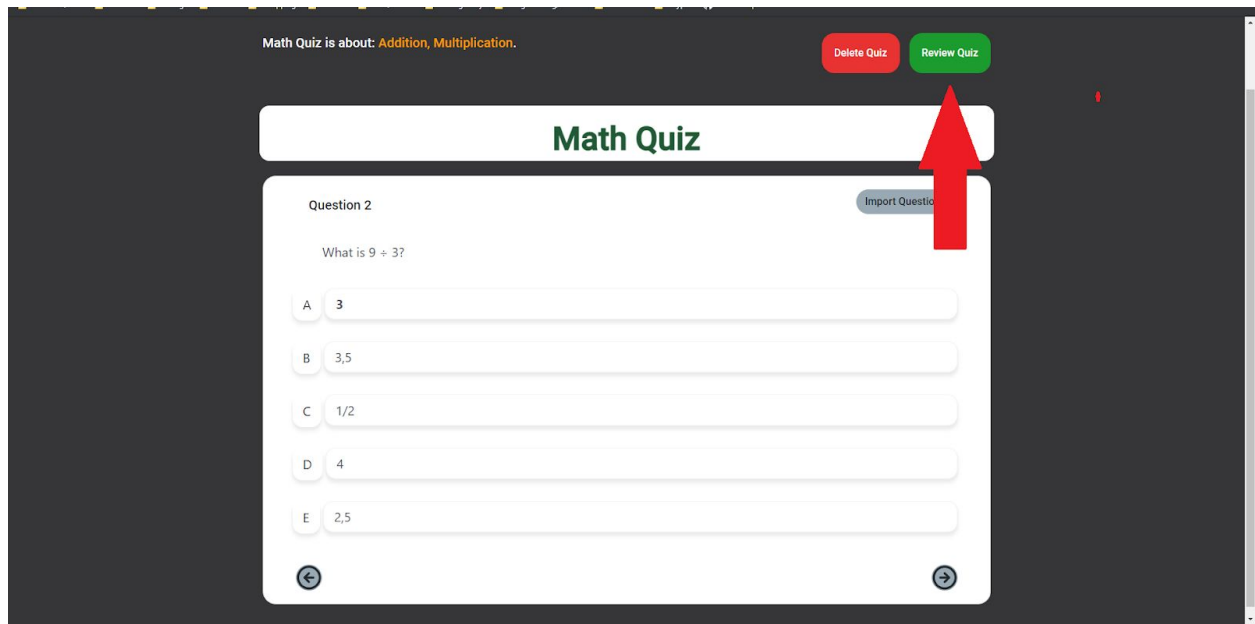 Math Quiz is about: Addition, Multiplication.
Delete Quiz
Review Quiz
Math Quiz
Question 2
Import
What is 9 ÷ 3?
A 3
B 3,5
C 1/2
D 4
E 2,5